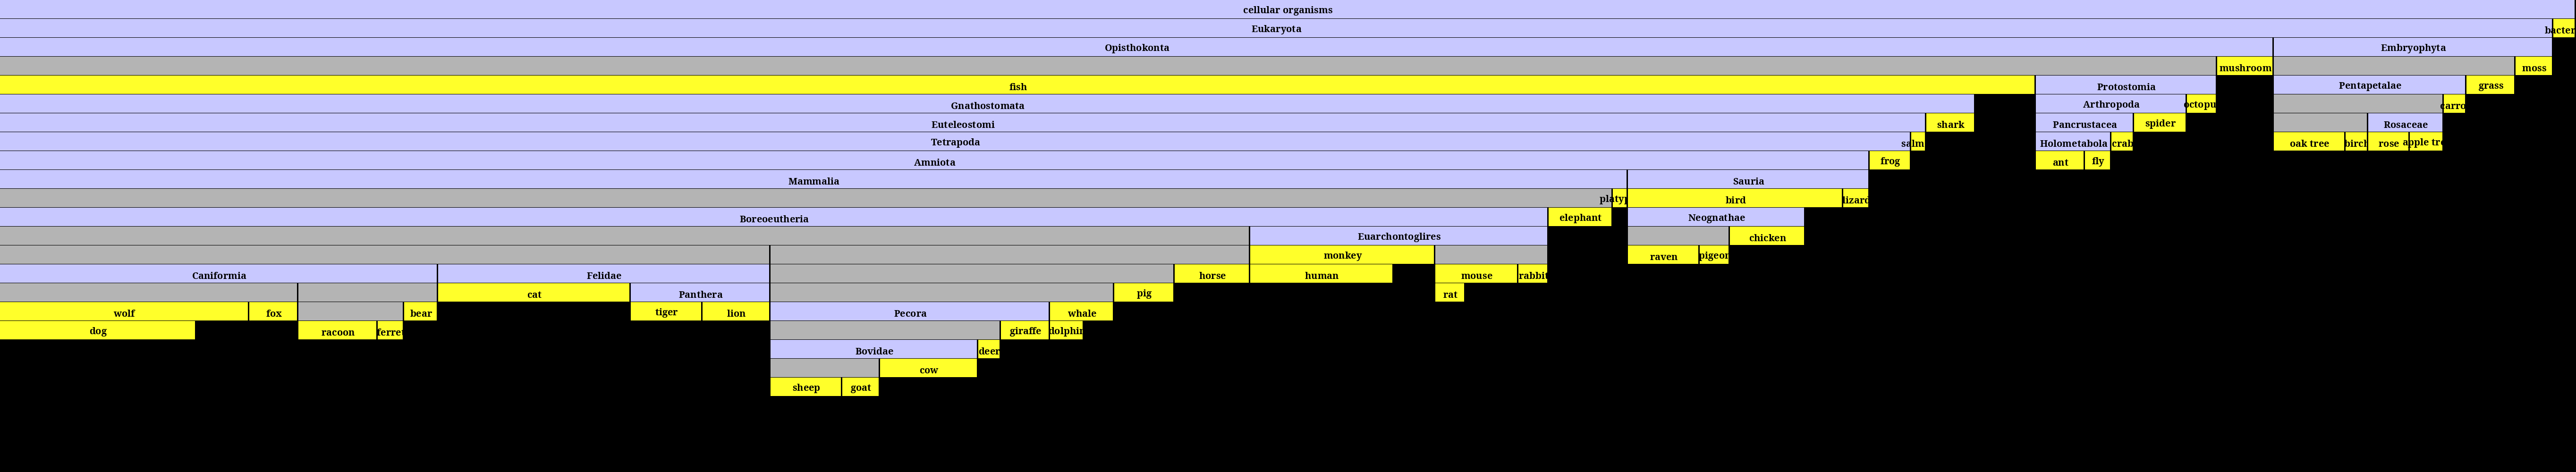 cellular organisms
Eukaryota
bacter
Opisthokonta
Embryophyta
mushroom
moss
fish
Protostomia
Pentapetalae
grass
Gnathostomata
Arthropoda
octopu
carro
Euteleostomi
shark
Pancrustacea
spider
Rosaceae
Tetrapoda
salm
Holometabola
crab
oak tree
birch
rose
apple tre
Amniota
frog
ant
fly
Mammalia
Sauria
platyp
bird
lizard
Boreoeutheria
elephant
Neognathae
Euarchontoglires
chicken
monkey
raven
pigeon
Caniformia
Felidae
horse
human
mouse
rabbit
cat
Panthera
pig
rat
wolf
fox
bear
tiger
lion
Pecora
whale
dog
racoon
ferret
giraffe
dolphin
Bovidae
deer
cow
sheep
goat